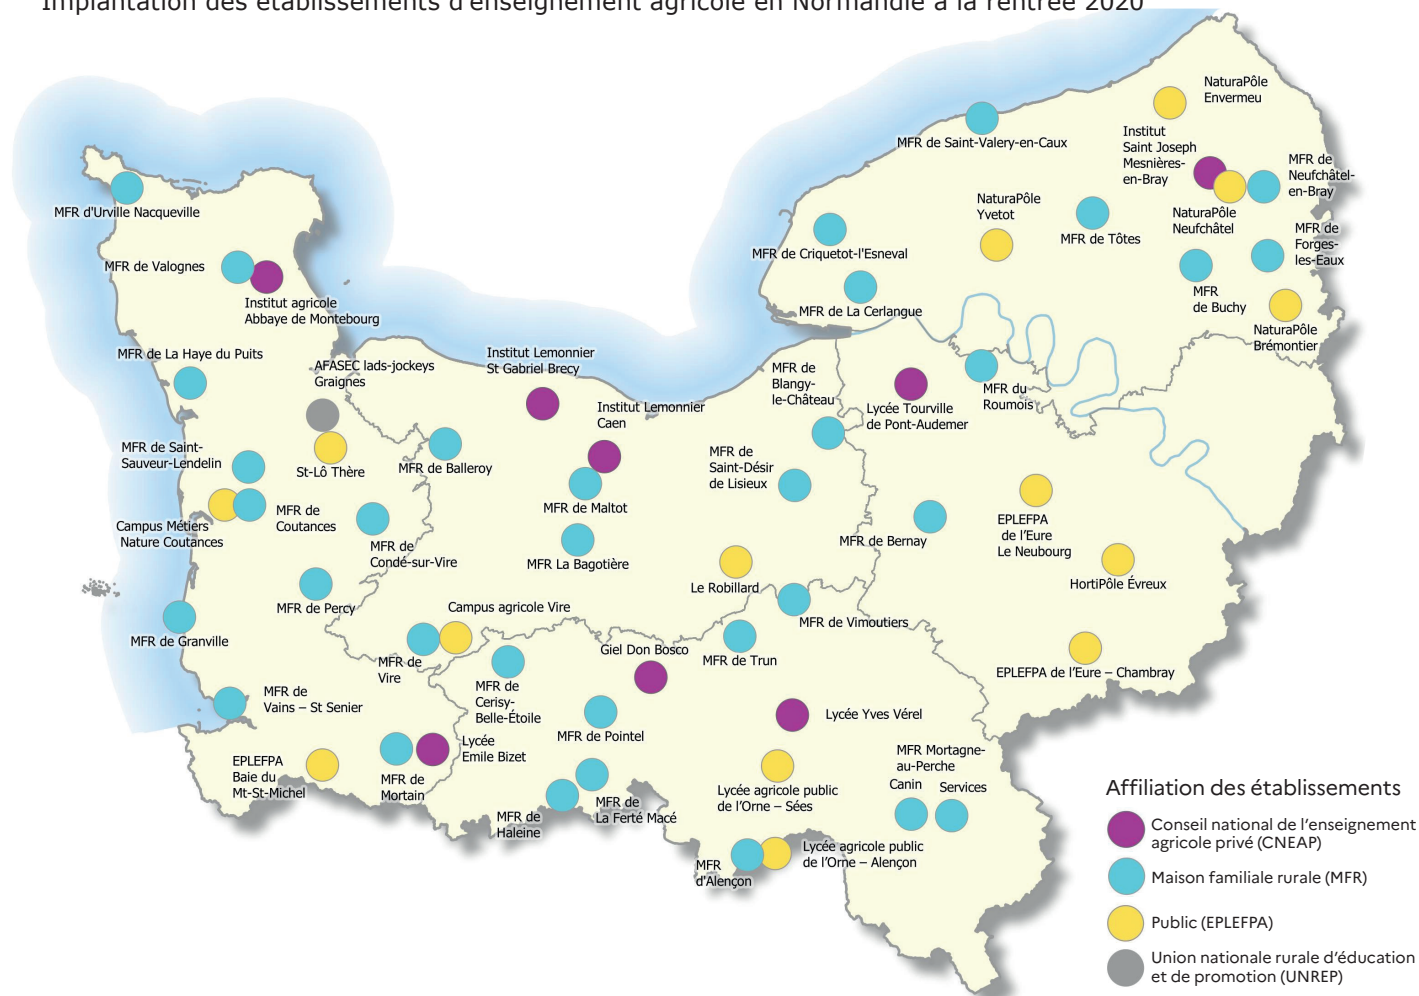 Implantation des établissements d'enseignement agricole en Normandie à la rentrée 2020
NaturaPôle
Envermeu
MFR de Saint-Valery-en-Caux
Institut
Saint Joseph
Mesnières-
en-Bray
MFR de
Neufchâtel-
en-Bray
MFR d'Urville Nacqueville
NaturaPôle
Yvetot
MFR de Tôtes
NaturaPôle
Neufchâtel
MFR de
Forges-
les-Eaux
MFR de Criquetot-l'Esneval
MFR de Valognes
Institut agricole
Abbaye de Montebourg
MFR de La Cerlangue
MFR
de Buchy
NaturaPôle
Brémontier
MFR de La Haye du Puits
AFASEC lads-jockeys
Graignes
Institut Lemonnier
St Gabriel Brecy
MFR de
Blangy-
le-Château
MFR du
Roumois
Institut Lemonnier
Caen
Lycée Tourville
de Pont-Audemer
MFR de Saint-
Sauveur-Lendelin
St-Lô Thère
MFR de Balleroy
MFR de
Saint-Désir
de Lisieux
MFR de Maltot
Campus Métiers
Nature Coutances
MFR de
Coutances
MFR de
Condé-sur-Vire
MFR La Bagotière
MFR de Bernay
EPLEFPA
de l’Eure
Le Neubourg
Le Robillard
HortiPôle Évreux
MFR de Percy
Campus agricole Vire
MFR de Vimoutiers
MFR de Granville
MFR de
Vire
Giel Don Bosco
MFR de Trun
EPLEFPA de l’Eure – Chambray
MFR de
Vains – St Senier
MFR de
Cerisy-
Belle-Étoile
MFR de Pointel
Lycée Yves Vérel
Lycée
Emile Bizet
EPLEFPA
Baie du
Mt-St-Michel
MFR de
Mortain
MFR Mortagne-
au-Perche
Canin
Services
MFR de
Haleine
MFR de
La Ferté Macé
Lycée agricole public
de l’Orne – Sées
MFR
d'Alençon
Lycée agricole public
de l’Orne – Alençon
Affiliation des établissements
Conseil national de l’enseignement
agricole privé (CNEAP)
Maison familiale rurale (MFR)
Public (EPLEFPA)
Union nationale rurale d’éducation
et de promotion (UNREP)